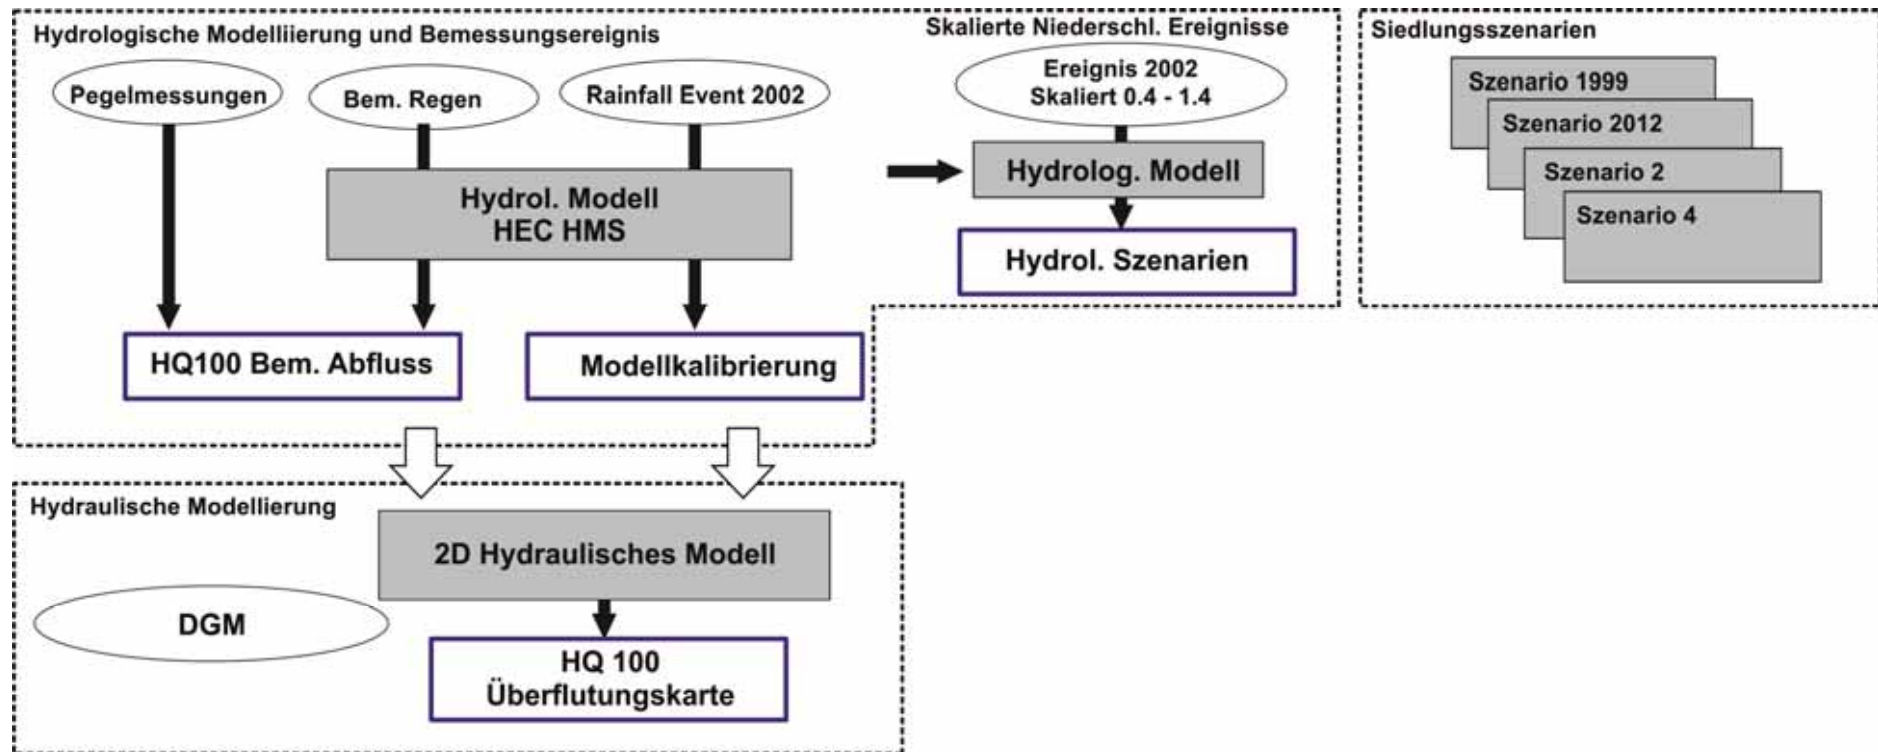 Hydrologische Modelliierung und Bemessungsereignis
Pegelmessungen
Bem. Regen
Rainfall Event 2002
Hydrol. Modell
HEC HMS
HQ100 Bem. Abfluss
Modellkalibrierung
Skalierte Niederschl. Ereignisse
Ereignis 2002
Skaliert 0.4 - 1.4
Hydrolog. Modell
Hydrol. Szenarien
Siedlungsszenarien
Szenario 1999
Szenario 2012
Szenario 2
Szenario 4
Hydraulische Modellierung
2D Hydraulisches Modell
DGM
HQ 100
Überflutungskarte